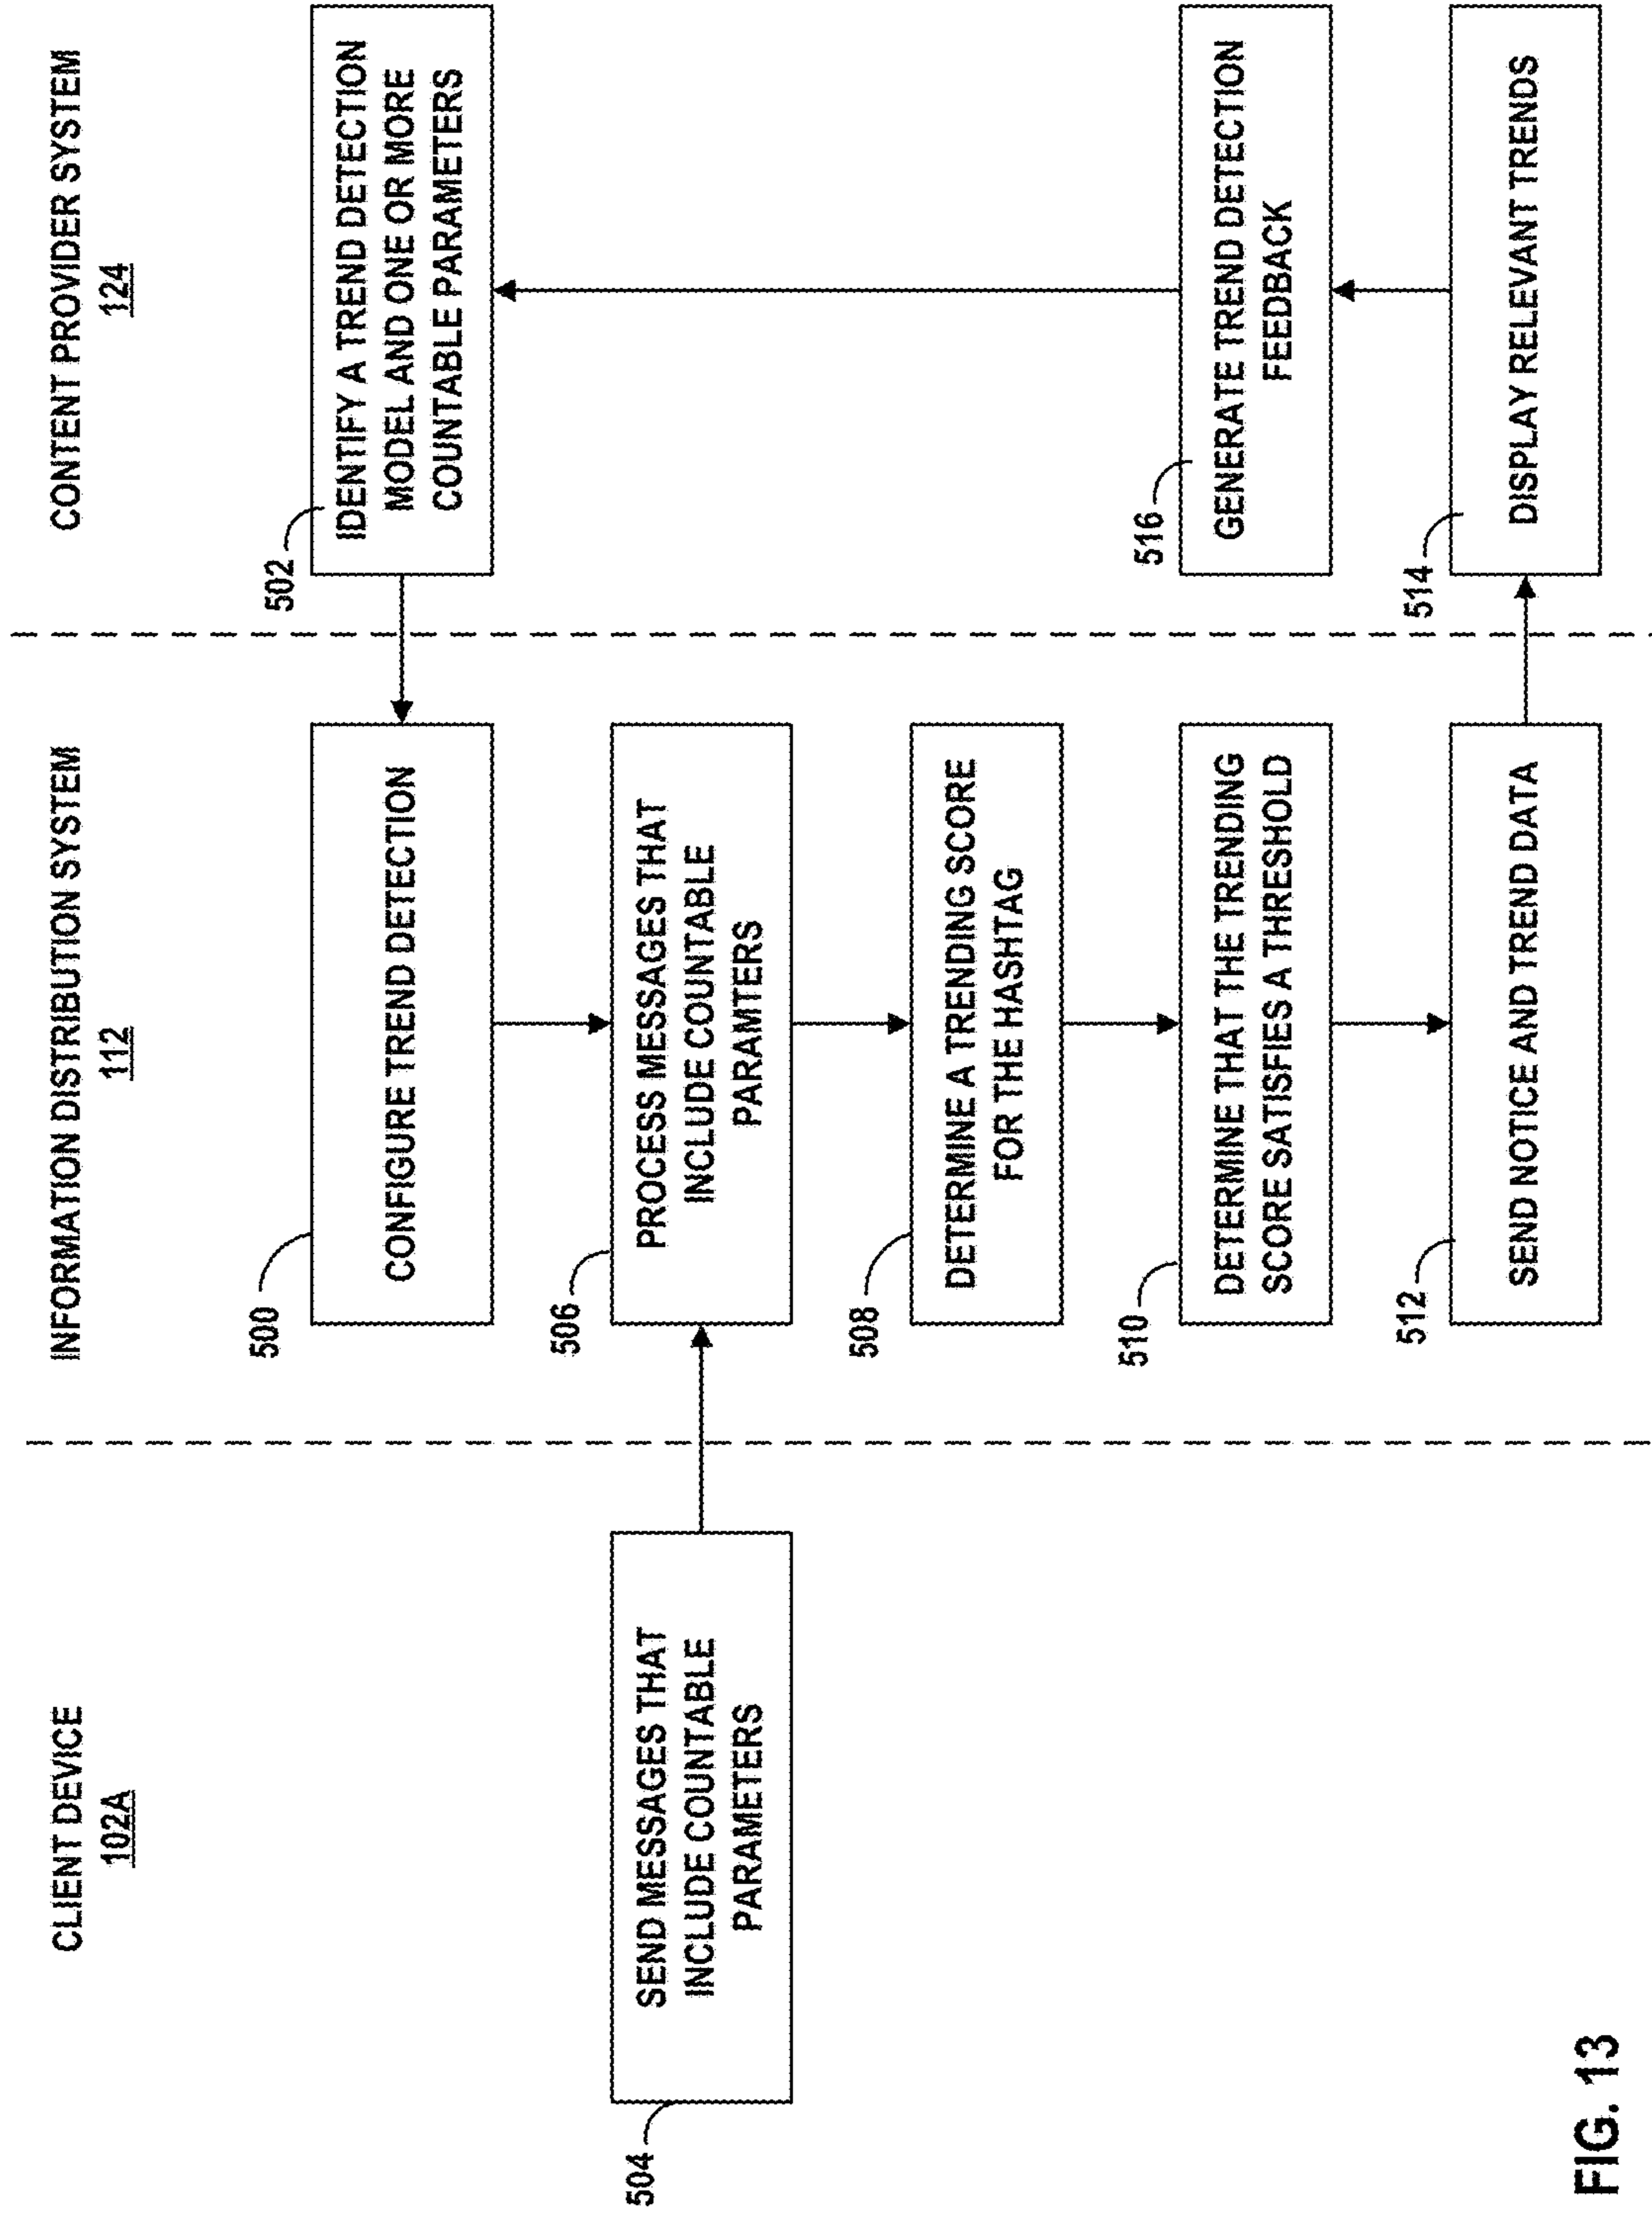 CLIENT DEVICE
102A
INFORMATION DISTRIBUTION SYSTEM
112
CONTENT PROVIDER SYSTEM
124
500
CONFIGURE TREND DETECTION
502
IDENTIFY A TREND DETECTION
MODEL AND ONE OR MORE
COUNTABLE PARAMETERS
504
SEND MESSAGES THAT
INCLUDE COUNTABLE
PARAMETERS
506
PROCESS MESSAGES THAT
INCLUDE COUNTABLE
PARAMTERS
508
DETERMINE A TRENDING SCORE
FOR THE HASHTAG
510
DETERMINE THAT THE TRENDING
SCORE SATISFIES A THRESHOLD
516
GENERATE TREND DETECTION
FEEDBACK
512
SEND NOTICE AND TREND DATA
514
DISPLAY RELEVANT TRENDS
FIG. 13